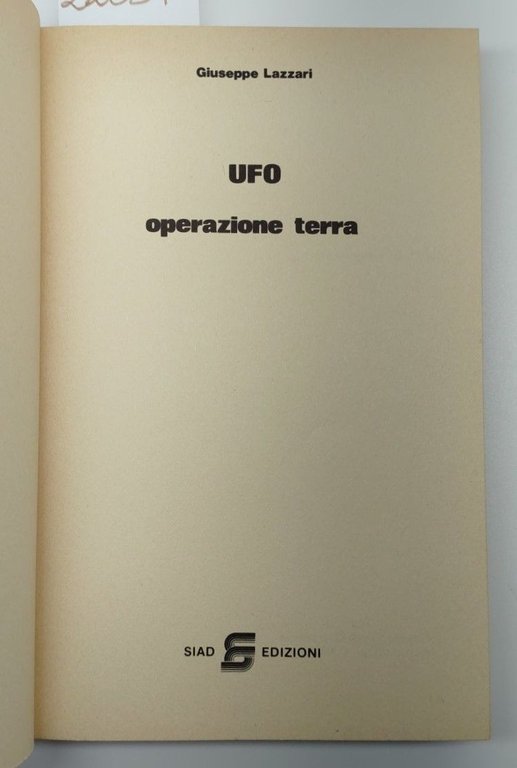 Giuseppe Lazzari
UFO
operazione terra
SIAD EDIZIONI